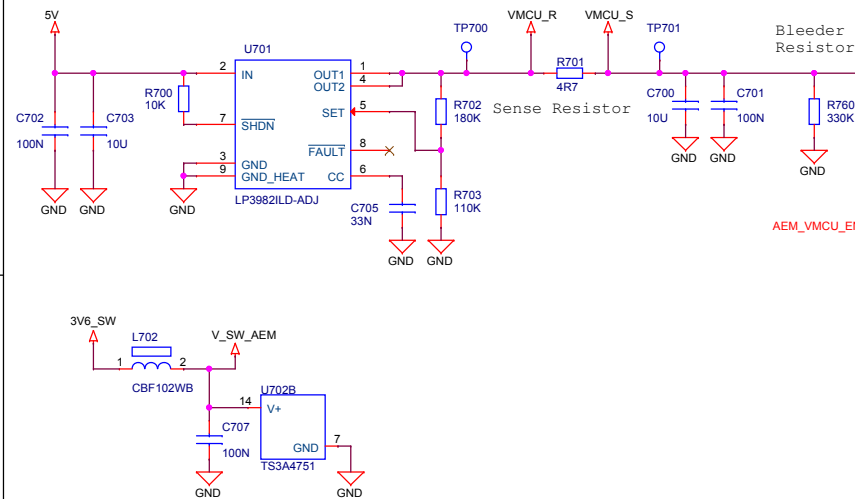 5V
U701
TP700
VMCU_R
VMCU_S
TP701
Bleeder
Resistor
2
IN
OUT1
1
OUT2
4
R701
4R7
R700
10K
SET
5
R702
180K
Sense Resistor
C702
100N
C703
10U
7
SHDN
C700
10U
C701
100N
R760
330K
FAULT
8
3
GND
9
GND_HEAT
CC
6
GND
GND
GND
LP3982ILD-ADJ
C705
33N
R703
110K
GND
GND
GND
GND
GND
GND
AEM_VMCU_EN
3V6_SW
L702
V_SW_AEM
1
2
CBF102WB
U702B
14
V+
C707
100N
GND
7
TS3A4751
GND
GND